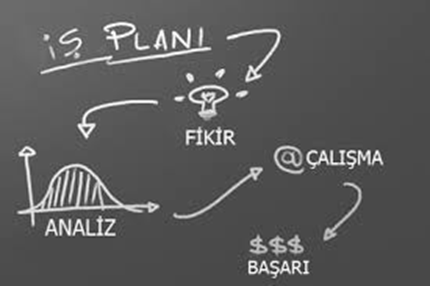 İŞ PLANI
FİKİR
ANALİZ
@ ÇALIŞMA
$$$
BAŞARI